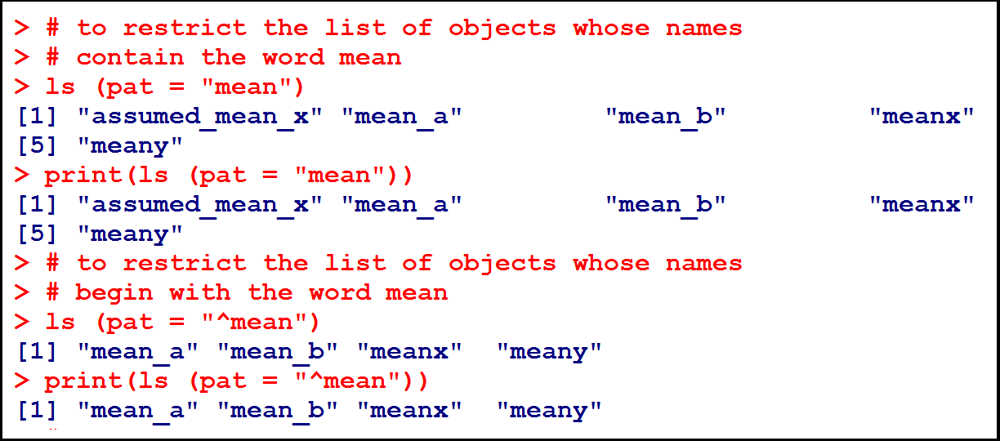 > # to restrict the list of objects whose names
> # contain the word mean
> ls (pat = "mean")
[1] "assumed_mean_x" "mean_a"         "mean_b"         "meanx"
[5] "meany"
> print(ls (pat = "mean"))
[1] "assumed_mean_x" "mean_a"         "mean_b"         "meanx"
[5] "meany"
> # to restrict the list of objects whose names
> # begin with the word mean
> ls (pat = "^mean")
[1] "mean_a" "mean_b" "meanx"  "meany"
> print(ls (pat = "^mean"))
[1] "mean_a" "mean_b" "meanx"  "meany"